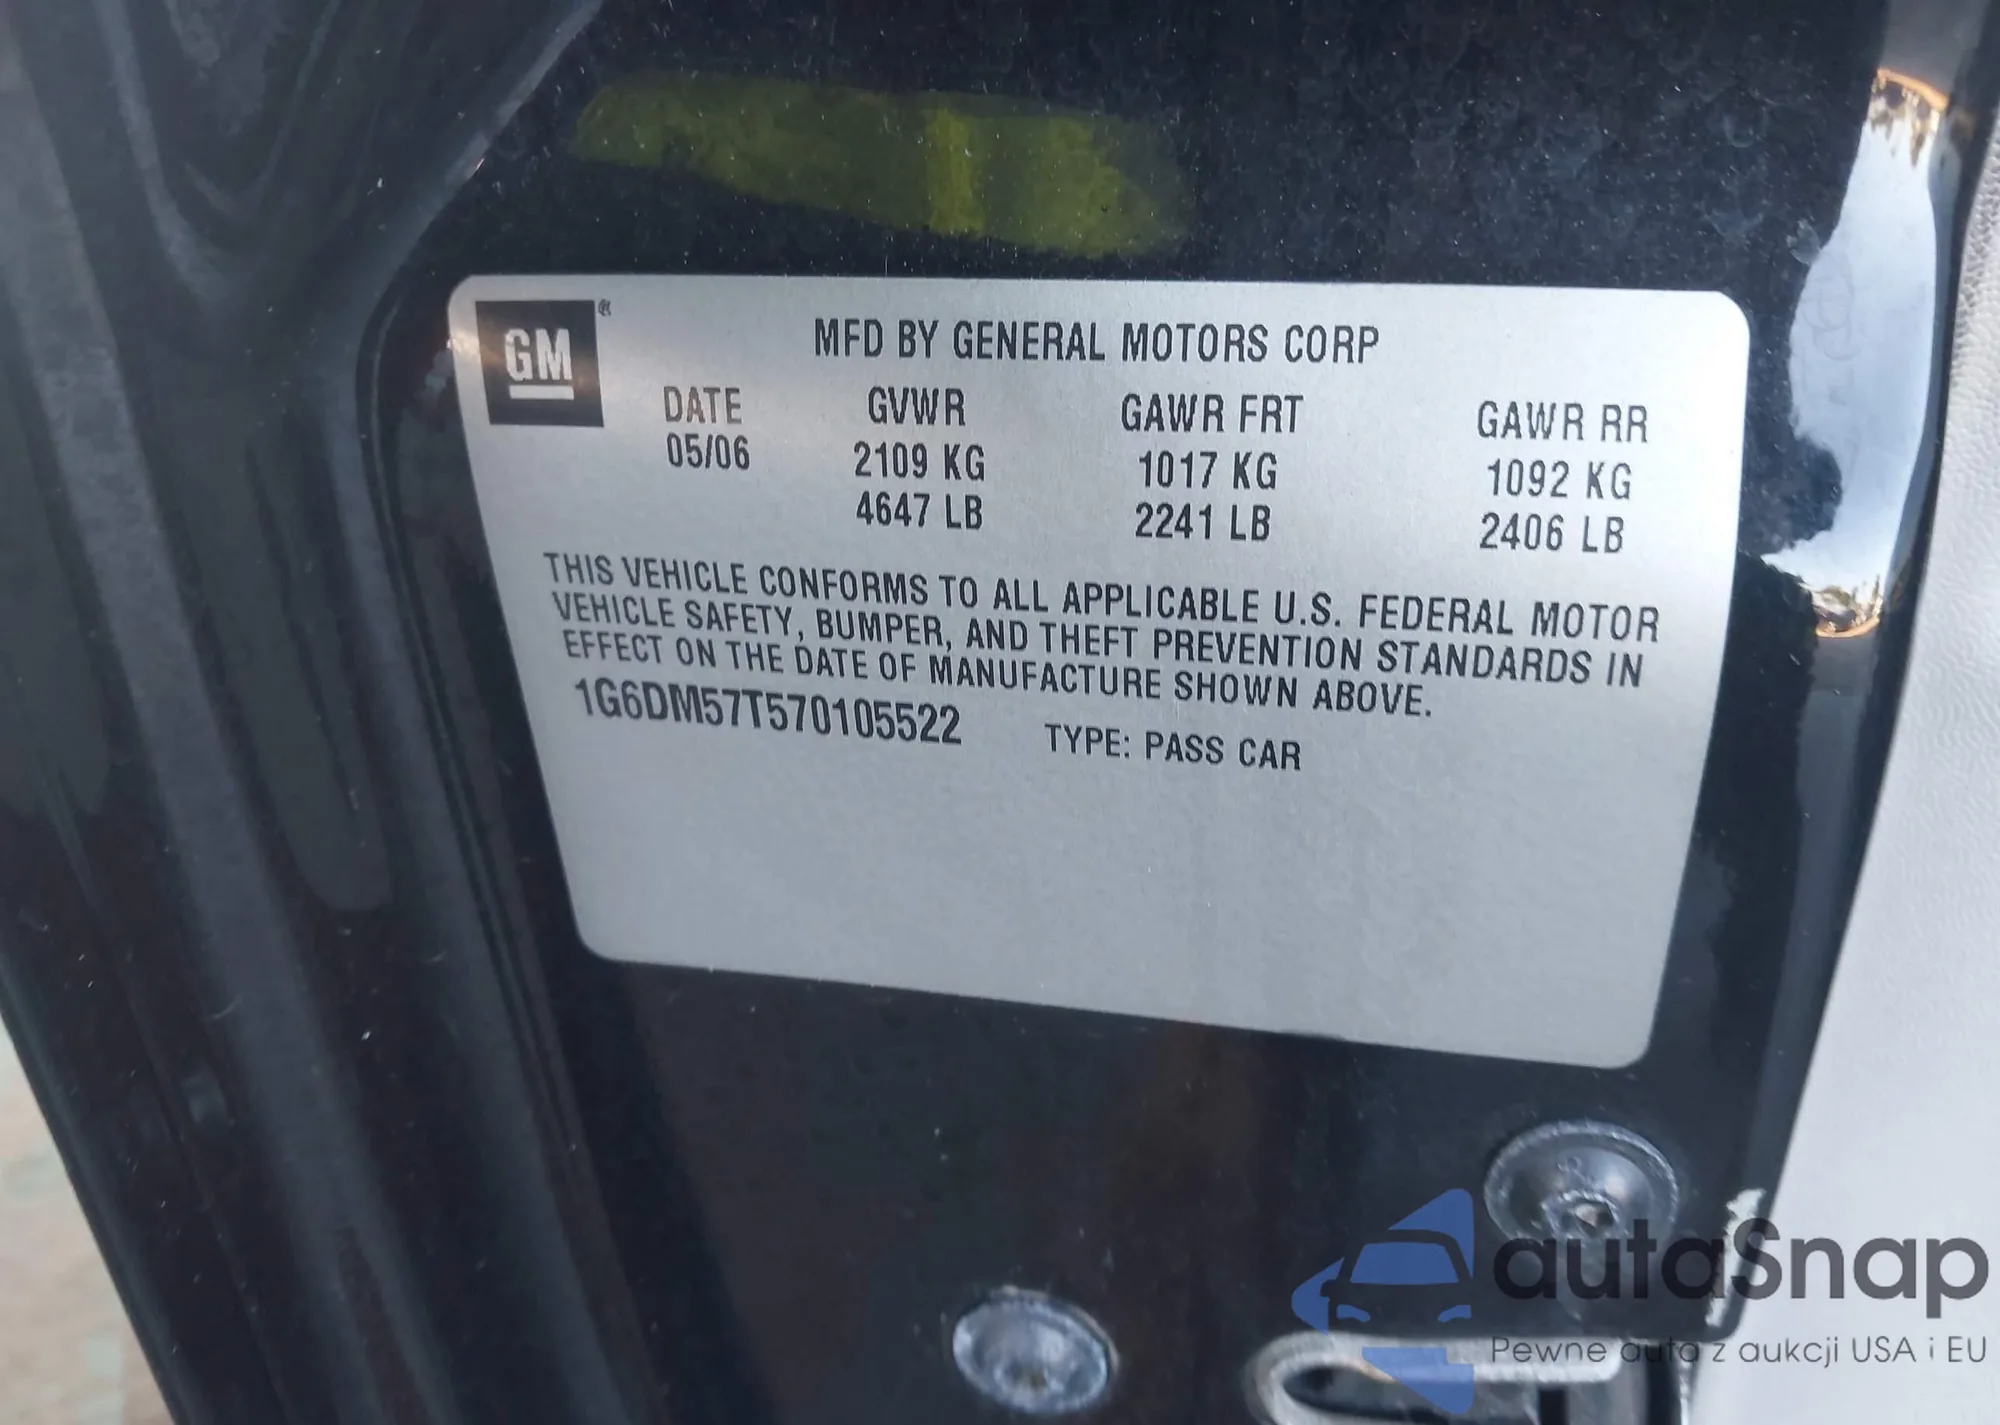 GM ®
MFD BY GENERAL MOTORS CORP
DATE GVWR GAWR FRT GAWR RR
05/06 2109 KG 1017 KG 1092 KG
4647 LB 2241 LB 2406 LB
THIS VEHICLE CONFORMS TO ALL APPLICABLE U.S. FEDERAL MOTOR
VEHICLE SAFETY, BUMPER, AND THEFT PREVENTION STANDARDS IN
EFFECT ON THE DATE OF MANUFACTURE SHOWN ABOVE.
1G6DM57T570105522 TYPE: PASS CAR
autaSnap
Pewne auta z aukcji USA i EU